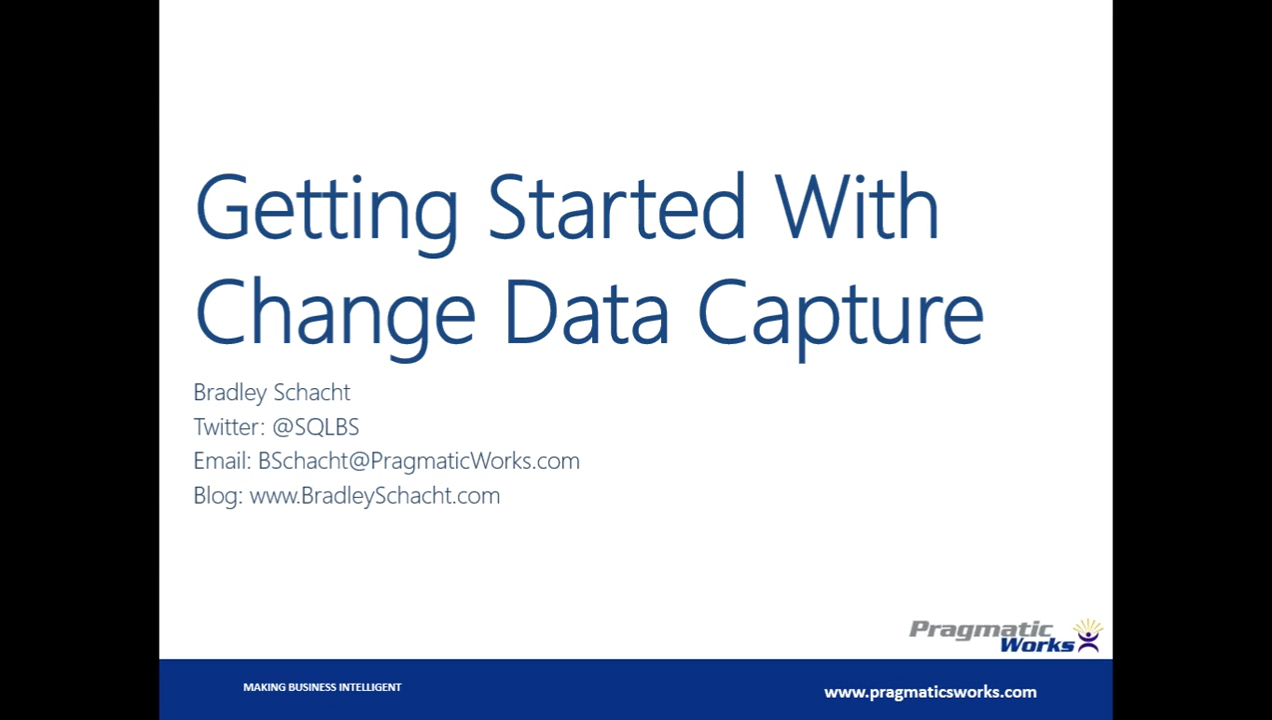 Getting Started With
Change Data Capture
Bradley Schacht
Twitter: @SQLBS
Email: BSchacht@PragmaticWorks.com
Blog: www.BradleySchacht.com
Pragmatic
Works
MAKING BUSINESS INTELLIGENT
www.pragmaticsworks.com